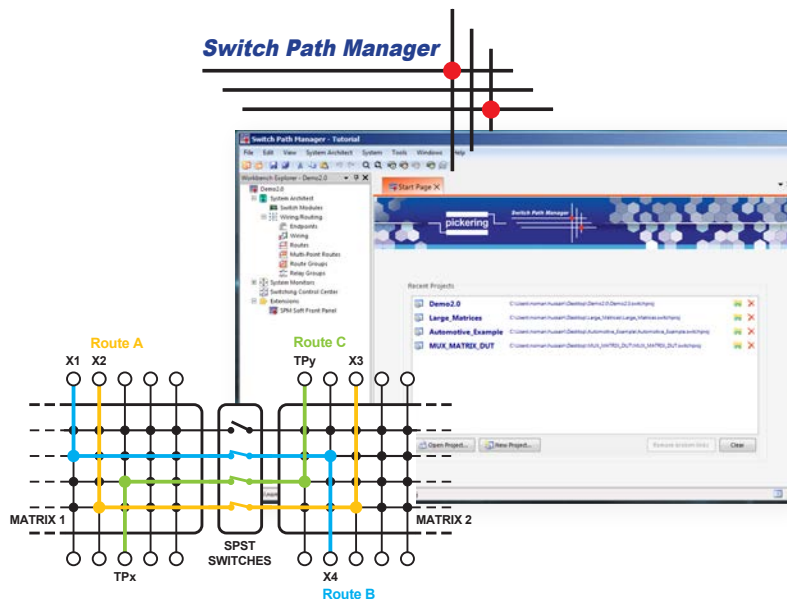 Switch Path Manager
Switch Path Manager - Tutorial
File Edit View System Architect System Tools Windows Help
Workbench Explorer - Demo2.0
Demo2.0
System Architect
Switch Modules
Wiring/Routing
Endpoints
Wiring
Routes
Multi-Point Routes
Route Groups
Relay Groups
System Monitors
Switching Control Center
Extensions
SPM Soft Front Panel
Start Page
pickering
Switch Path Manager
Recent Projects
Demo2.0
Large_Matrices
Automotive_Example
MUX_MATRIX_DUT
Open Project...
New Project...
Clear
Route A
Route C
X1
X2
TPy
X3
MATRIX 1
MATRIX 2
SPST
SWITCHES
TPx
X4
Route B